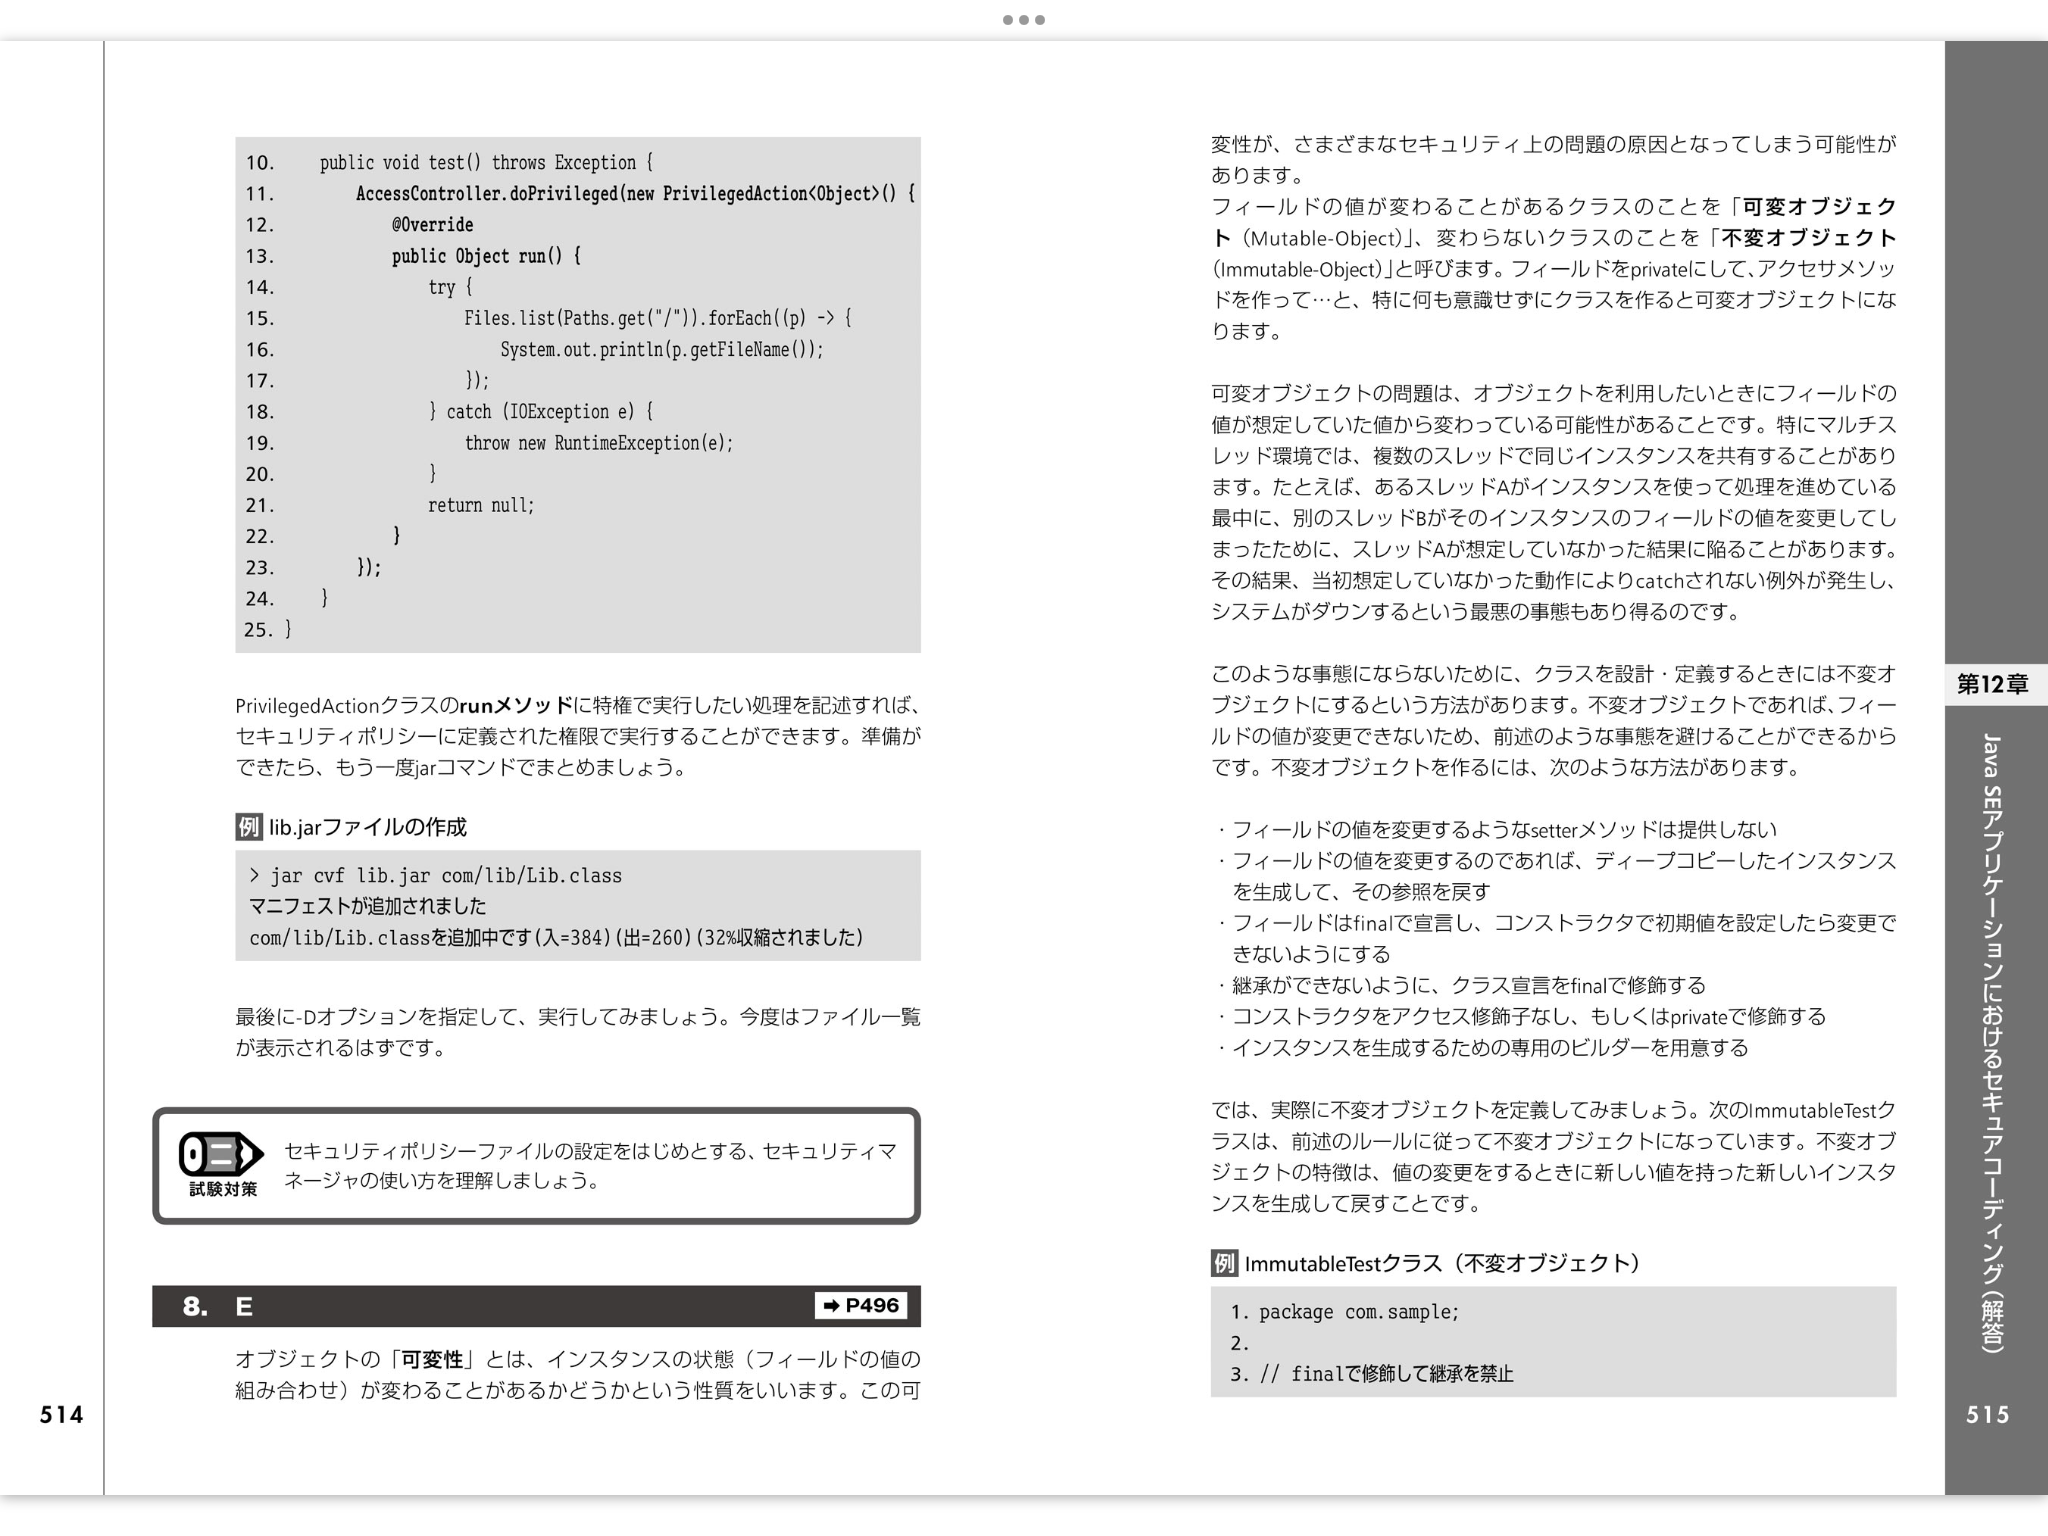 10. public void test() throws Exception {
11. AccessController.doPrivileged(new PrivilegedAction<Object>() {
12. @Override
13. public Object run() {
14. try {
15. Files.list(Paths.get("/")).forEach((p) -> {
16. System.out.println(p.getFileName());
17. });
18. } catch (IOException e) {
19. throw new RuntimeException(e);
20. }
21. return null;
22. }
23. });
24. }
25. }
PrivilegedActionクラスのrunメソッドに特権で実行したい処理を記述すれば、
セキュリティポリシーに定義された権限で実行することができます。準備が
できたら、もう一度jarコマンドでまとめましょう。
例 lib.jarファイルの作成
> jar cvf lib.jar com/lib/Lib.class
マニフェストが追加されました
com/lib/Lib.classを追加中です(入=384)(出=260)(32%収縮されました)
最後に-Dオプションを指定して、実行してみましょう。今度はファイル一覧
が表示されるはずです。
試験対策
セキュリティポリシーファイルの設定をはじめとする、セキュリティマ
ネージャの使い方を理解しましょう。
8. E ➡ P496
オブジェクトの「可変性」とは、インスタンスの状態（フィールドの値の
組み合わせ）が変わることがあるかどうかという性質をいいます。この可
514
変性が、さまざまなセキュリティ上の問題の原因となってしまう可能性が
あります。
フィールドの値が変わることがあるクラスのことを「可変オブジェク
ト（Mutable-Object）」、変わらないクラスのことを「不変オブジェクト
（Immutable-Object）」と呼びます。フィールドをprivateにして、アクセサメソッ
ドを作って…と、特に何も意識せずにクラスを作ると可変オブジェクトにな
ります。
可変オブジェクトの問題は、オブジェクトを利用したいときにフィールドの
値が想定していた値から変わっている可能性があることです。特にマルチス
レッド環境では、複数のスレッドで同じインスタンスを共有することがあり
ます。たとえば、あるスレッドAがインスタンスを使って処理を進めている
最中に、別のスレッドBがそのインスタンスのフィールドの値を変更してし
まったために、スレッドAが想定していなかった結果に陥ることがあります。
その結果、当初想定していなかった動作によりcatchされない例外が発生し、
システムがダウンするという最悪の事態もあり得るのです。
このような事態にならないために、クラスを設計・定義するときには不変オ
ブジェクトにするという方法があります。不変オブジェクトであれば、フィー
ルドの値が変更できないため、前述のような事態を避けることができるから
です。不変オブジェクトを作るには、次のような方法があります。
・フィールドの値を変更するようなsetterメソッドは提供しない
・フィールドの値を変更するのであれば、ディープコピーしたインスタンス
を生成して、その参照を戻す
・フィールドはfinalで宣言し、コンストラクタで初期値を設定したら変更で
きないようにする
・継承ができないように、クラス宣言をfinalで修飾する
・コンストラクタをアクセス修飾子なし、もしくはprivateで修飾する
・インスタンスを生成するための専用のビルダーを用意する
では、実際に不変オブジェクトを定義してみましょう。次のImmutableTestク
ラスは、前述のルールに従って不変オブジェクトになっています。不変オブ
ジェクトの特徴は、値の変更をするときに新しい値を持った新しいインスタ
ンスを生成して戻すことです。
例 ImmutableTestクラス（不変オブジェクト）
1. package com.sample;
2.
3. // finalで修飾して継承を禁止
第12章
Java SEアプリケーションにおけるセキュアコーディング（解答）
515